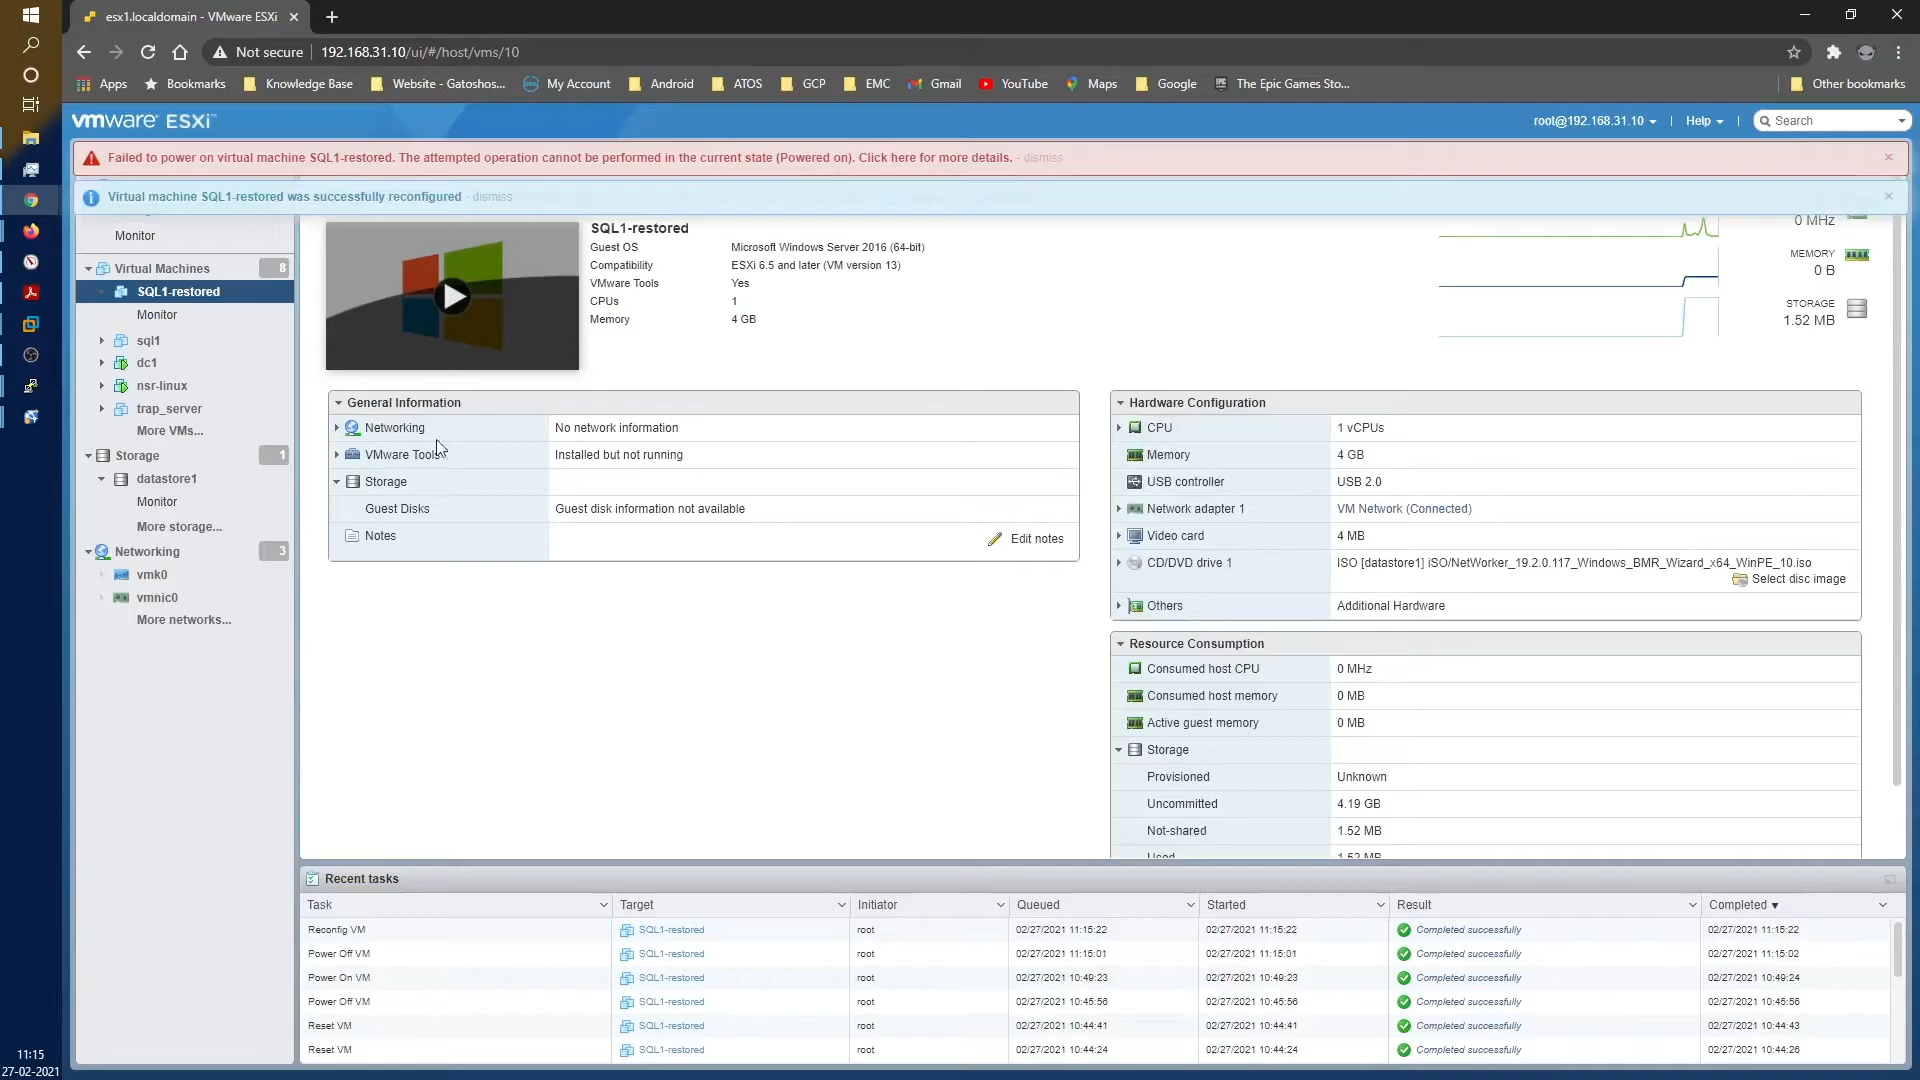 esx1.localdomain - VMware ESXi
Not secure 192.168.31.10/ui/#/host/vms/10
Apps Bookmarks Knowledge Base Website - Gatoshos... My Account Android ATOS GCP EMC Gmail YouTube Maps Google The Epic Games Sto... Other bookmarks
vmware ESXi root@192.168.31.10 Help Search
Failed to power on virtual machine SQL1-restored. The attempted operation cannot be performed in the current state (Powered on). Click here for more details. - dismiss
Virtual machine SQL1-restored was successfully reconfigured - dismiss
Monitor
Virtual Machines 8
SQL1-restored
Monitor
sql1
dc1
nsr-linux
trap_server
More VMs...
Storage 1
datastore1
Monitor
More storage...
Networking 3
vmk0
vmnic0
More networks...
SQL1-restored
Guest OS Microsoft Windows Server 2016 (64-bit)
Compatibility ESXi 6.5 and later (VM version 13)
VMware Tools Yes
CPUs 1
Memory 4 GB
0 MHz
MEMORY
0 B
STORAGE
1.52 MB
General Information
Networking No network information
VMware Tools Installed but not running
Storage
Guest Disks Guest disk information not available
Notes Edit notes
Hardware Configuration
CPU 1 vCPUs
Memory 4 GB
USB controller USB 2.0
Network adapter 1 VM Network (Connected)
Video card 4 MB
CD/DVD drive 1 ISO [datastore1] iSO/NetWorker_19.2.0.117_Windows_BMR_Wizard_x64_WinPE_10.iso
Select disc image
Others Additional Hardware
Resource Consumption
Consumed host CPU 0 MHz
Consumed host memory 0 MB
Active guest memory 0 MB
Storage
Provisioned Unknown
Uncommitted 4.19 GB
Not-shared 1.52 MB
Used 1.52 MB
Recent tasks
Task Target Initiator Queued Started Result Completed ▼
Reconfig VM SQL1-restored root 02/27/2021 11:15:22 02/27/2021 11:15:22 Completed successfully 02/27/2021 11:15:22
Power Off VM SQL1-restored root 02/27/2021 11:15:01 02/27/2021 11:15:01 Completed successfully 02/27/2021 11:15:02
Power On VM SQL1-restored root 02/27/2021 10:49:23 02/27/2021 10:49:23 Completed successfully 02/27/2021 10:49:24
Power Off VM SQL1-restored root 02/27/2021 10:45:56 02/27/2021 10:45:56 Completed successfully 02/27/2021 10:45:56
Reset VM SQL1-restored root 02/27/2021 10:44:41 02/27/2021 10:44:41 Completed successfully 02/27/2021 10:44:43
Reset VM SQL1-restored root 02/27/2021 10:44:24 02/27/2021 10:44:24 Completed successfully 02/27/2021 10:44:26
11:15
27-02-2021